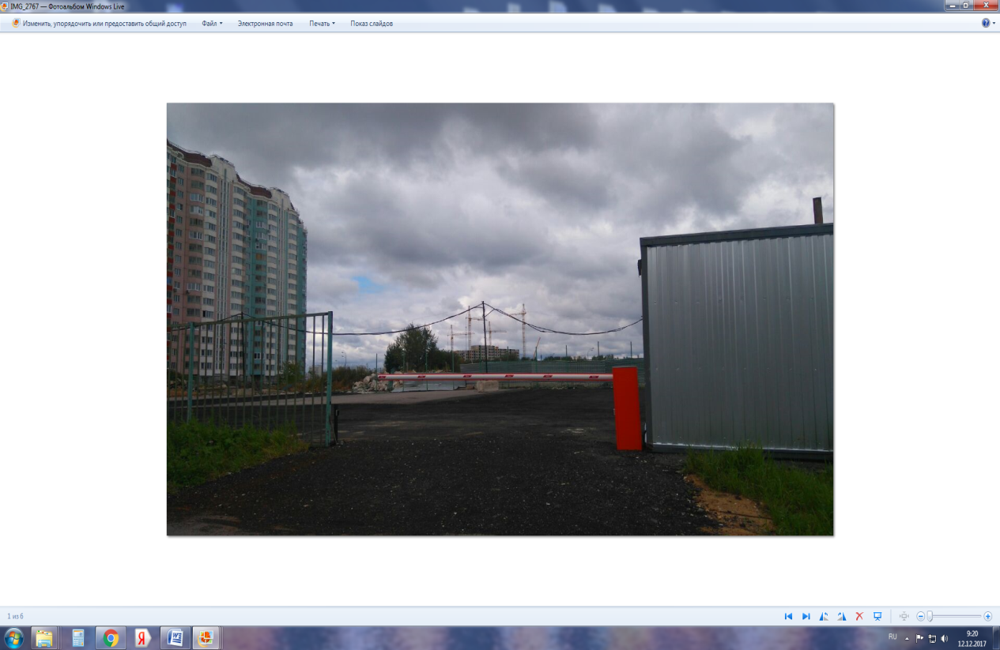 IMG_2767 — Фотоальбом Windows Live
Изменить, упорядочить или предоставить общий доступ Файл Электронная почта Печать Показ слайдов
1 из 6
RU
9:20
12.12.2017